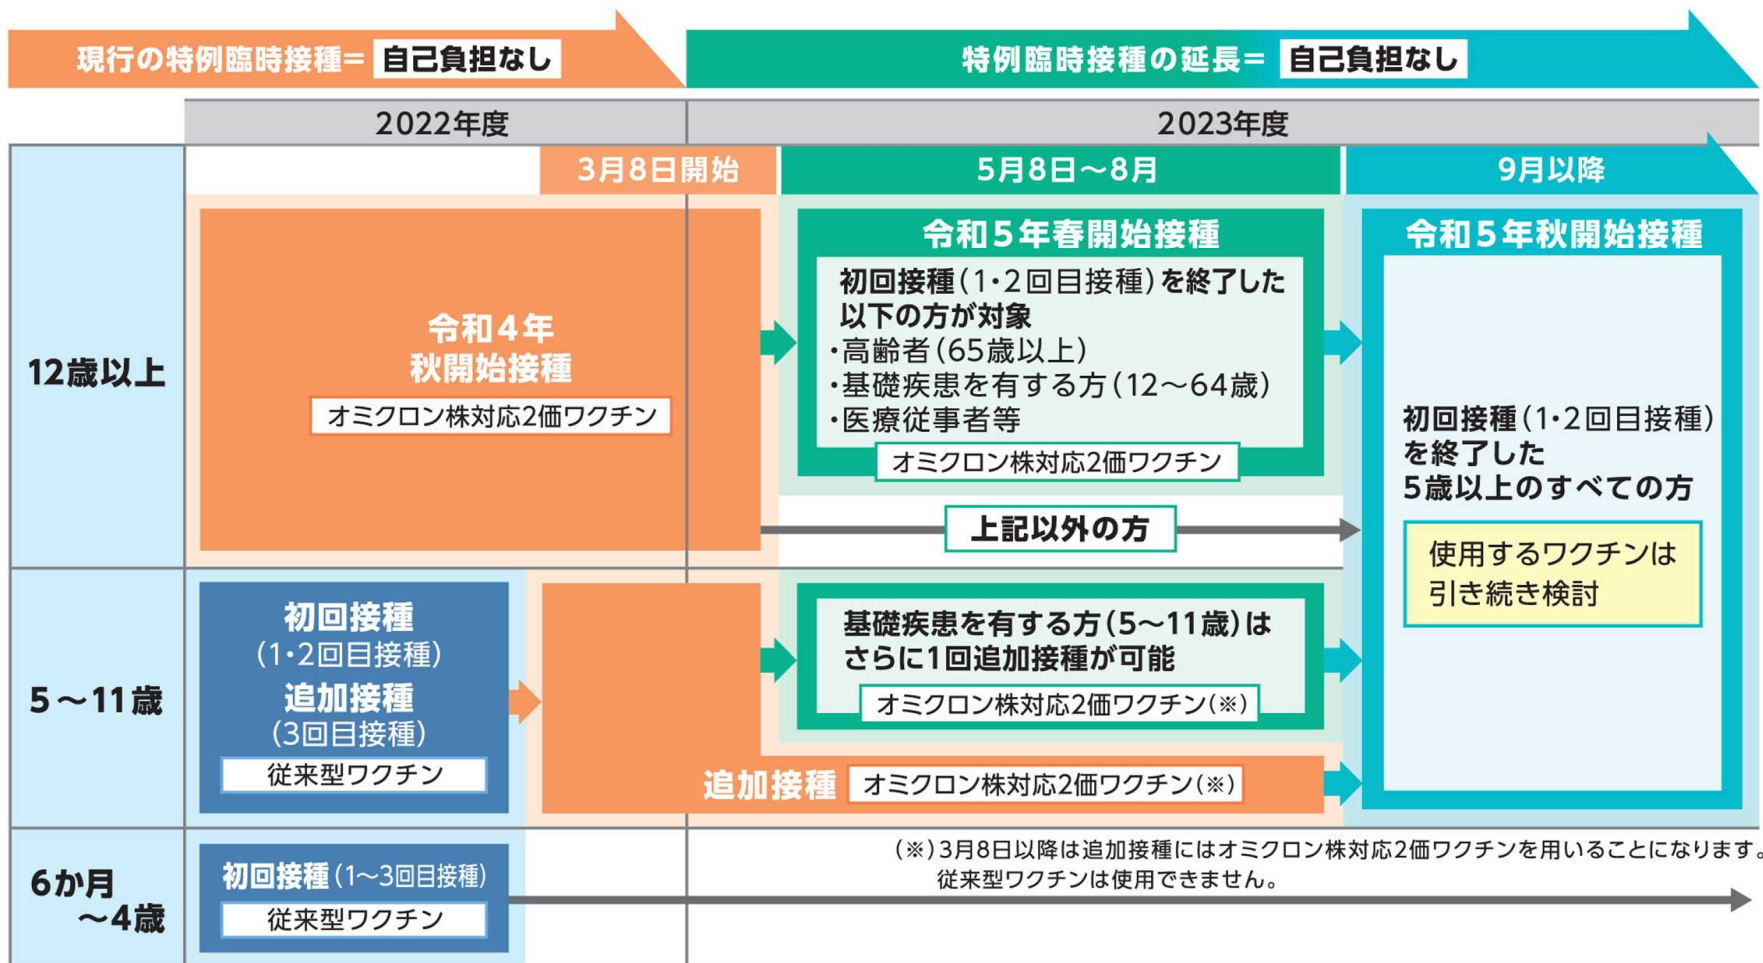 現行の特例臨時接種= 自己負担なし
特例臨時接種の延長= 自己負担なし
2022年度
2023年度
3月8日開始
5月8日～8月
9月以降
12歳以上
令和4年
秋開始接種
オミクロン株対応2価ワクチン
令和5年春開始接種
初回接種(1・2回目接種)を終了した
以下の方が対象
・高齢者(65歳以上)
・基礎疾患を有する方(12～64歳)
・医療従事者等
オミクロン株対応2価ワクチン
上記以外の方
令和5年秋開始接種
初回接種(1・2回目接種)
を終了した
5歳以上のすべての方
使用するワクチンは
引き続き検討
5～11歳
初回接種
(1・2回目接種)
追加接種
(3回目接種)
従来型ワクチン
基礎疾患を有する方(5～11歳)は
さらに1回追加接種が可能
オミクロン株対応2価ワクチン(※)
追加接種 オミクロン株対応2価ワクチン(※)
6か月
～4歳
初回接種(1～3回目接種)
従来型ワクチン
(※)3月8日以降は追加接種にはオミクロン株対応2価ワクチンを用いることになります。
従来型ワクチンは使用できません。